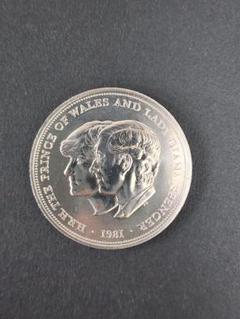 H.R.H. THE PRINCE OF WALES AND LADY DIANA SPENCER
· 1981 ·